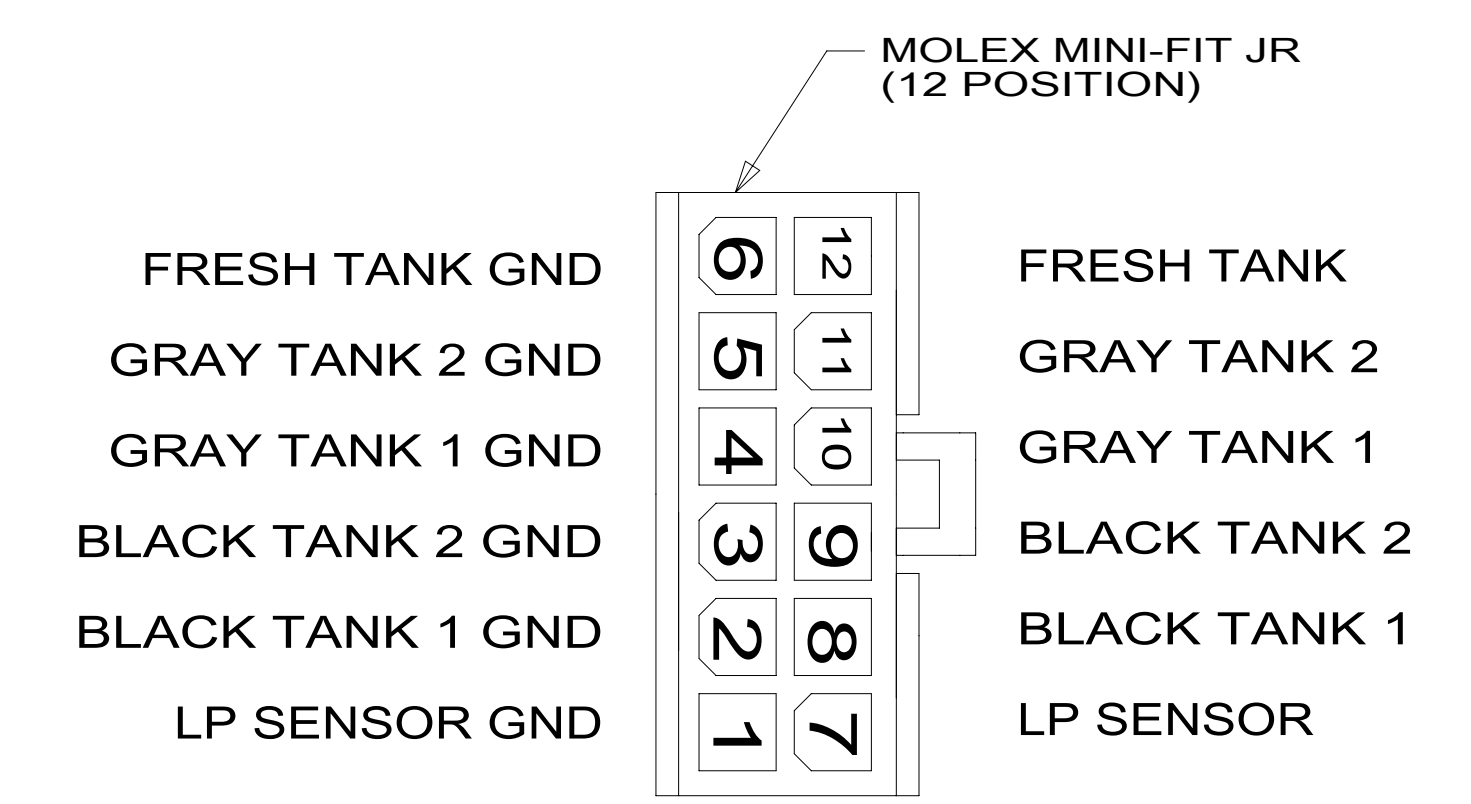 MOLEX MINI-FIT JR
(12 POSITION)
FRESH TANK GND 6 12 FRESH TANK
GRAY TANK 2 GND 5 11 GRAY TANK 2
GRAY TANK 1 GND 4 10 GRAY TANK 1
BLACK TANK 2 GND 3 9 BLACK TANK 2
BLACK TANK 1 GND 2 8 BLACK TANK 1
LP SENSOR GND 1 7 LP SENSOR